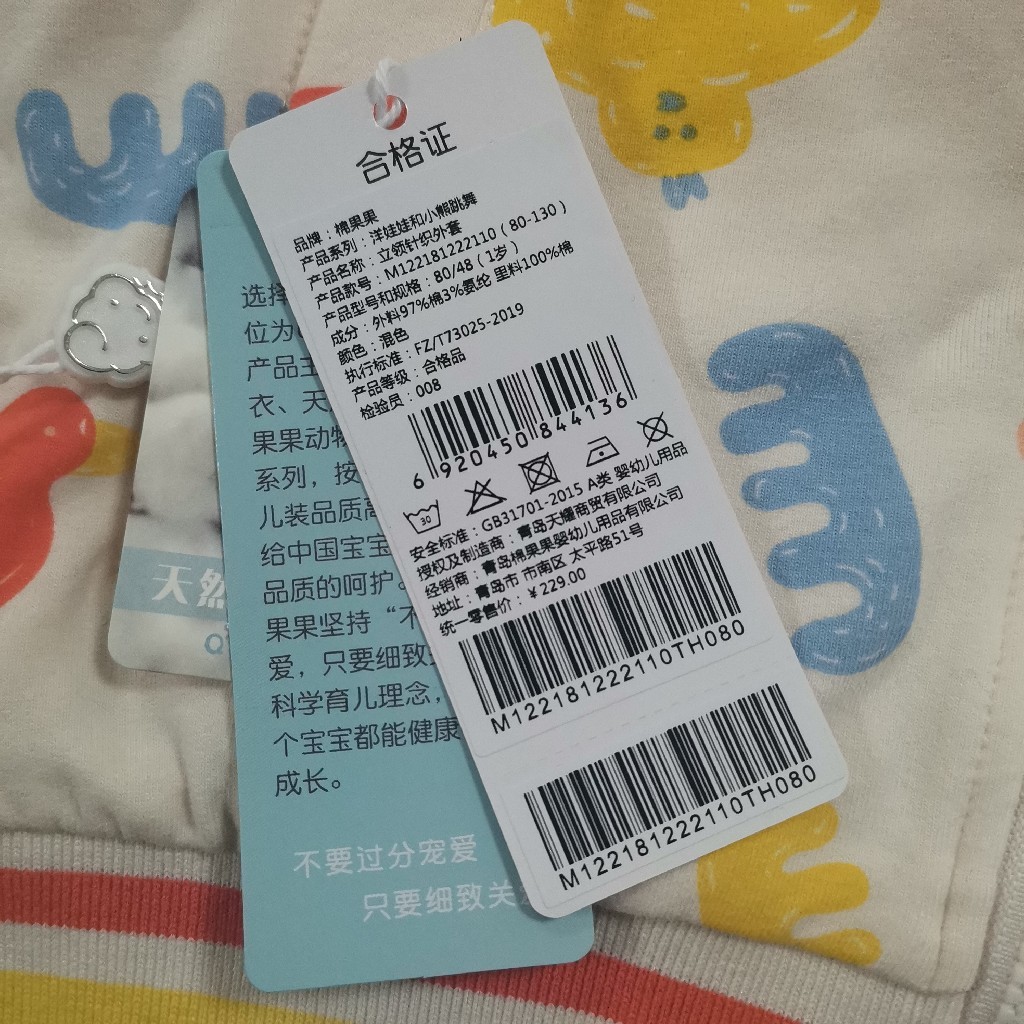 合格证
品牌：棉果果
产品系列：洋娃娃和小熊跳舞
产品名称：立领针织外套
产品款号：M122181222110（80-130）
产品型号和规格：80/48（1岁）
成分：外料97%棉3%氨纶 里料100%棉
颜色：混色
执行标准：FZ/T73025-2019
产品等级：合格品
检验员：008
6 920450 844136
30
安全标准：GB31701-2015 A类 婴幼儿用品
授权及制造商：青岛天耀商贸有限公司
经销商：青岛棉果果婴幼儿用品有限公司
地址：青岛市 市南区 太平路51号
统一零售价：￥229.00
M122181222110TH080
M122181222110TH080
选择
位为
产品主
衣、天
果果动物
系列，按
儿装品质高
给中国宝宝
品质的呵护。
果果坚持“不
爱，只要细致
科学育儿理念，
个宝宝都能健康
成长。
不要过分宠爱
只要细致关
天然
Q